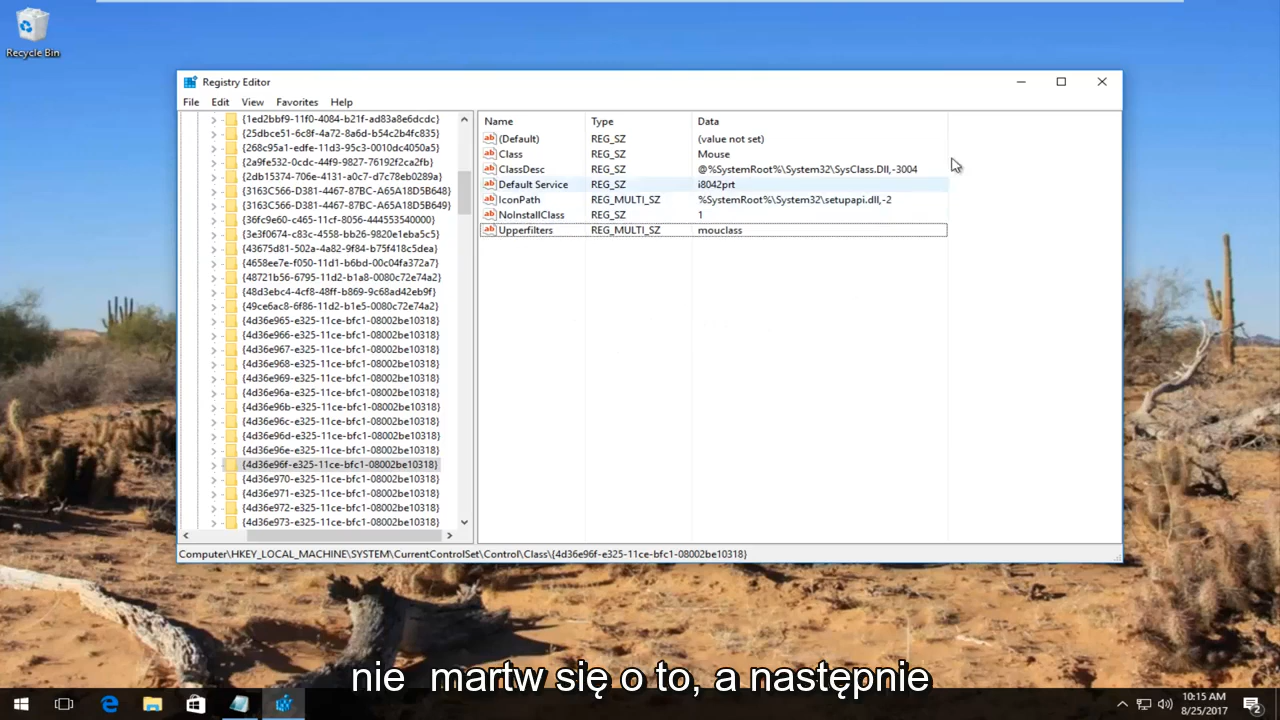 Recycle Bin
Registry Editor
File Edit View Favorites Help
{1ed2bbf9-11f0-4084-b21f-ad83a8e6dcdc}
{25dbce51-6c8f-4a72-8a6d-b54c2b4fc835}
{268c95a1-edfe-11d3-95c3-0010dc4050a5}
{2a9fe532-0cdc-44f9-9827-76192f2ca2fb}
{2db15374-706e-4131-a0c7-d7c78eb0289a}
{3163C566-D381-4467-87BC-A65A18D5B648}
{3163C566-D381-4467-87BC-A65A18D5B649}
{36fc9e60-c465-11cf-8056-444553540000}
{3e3f0674-c83c-4558-bb26-9820e1eba5c5}
{43675d81-502a-4a82-9f84-b75f418c5dea}
{4658ee7e-f050-11d1-b6bd-00c04fa372a7}
{48721b56-6795-11d2-b1a8-0080c72e74a2}
{48d3ebc4-4cf8-48ff-b869-9c68ad42eb9f}
{49ce6ac8-6f86-11d2-b1e5-0080c72e74a2}
{4d36e965-e325-11ce-bfc1-08002be10318}
{4d36e966-e325-11ce-bfc1-08002be10318}
{4d36e967-e325-11ce-bfc1-08002be10318}
{4d36e968-e325-11ce-bfc1-08002be10318}
{4d36e969-e325-11ce-bfc1-08002be10318}
{4d36e96a-e325-11ce-bfc1-08002be10318}
{4d36e96b-e325-11ce-bfc1-08002be10318}
{4d36e96c-e325-11ce-bfc1-08002be10318}
{4d36e96d-e325-11ce-bfc1-08002be10318}
{4d36e96e-e325-11ce-bfc1-08002be10318}
{4d36e96f-e325-11ce-bfc1-08002be10318}
{4d36e970-e325-11ce-bfc1-08002be10318}
{4d36e971-e325-11ce-bfc1-08002be10318}
{4d36e972-e325-11ce-bfc1-08002be10318}
{4d36e973-e325-11ce-bfc1-08002be10318}
Name Type Data
(Default) REG_SZ (value not set)
Class REG_SZ Mouse
ClassDesc REG_SZ @%SystemRoot%\System32\SysClass.Dll,-3004
Default Service REG_SZ i8042prt
IconPath REG_MULTI_SZ %SystemRoot%\System32\setupapi.dll,-2
NoInstallClass REG_SZ 1
Upperfilters REG_MULTI_SZ mouclass
Computer\HKEY_LOCAL_MACHINE\SYSTEM\CurrentControlSet\Control\Class\{4d36e96f-e325-11ce-bfc1-08002be10318}
nie martw się o to, a następnie
10:15 AM
8/25/2017
2